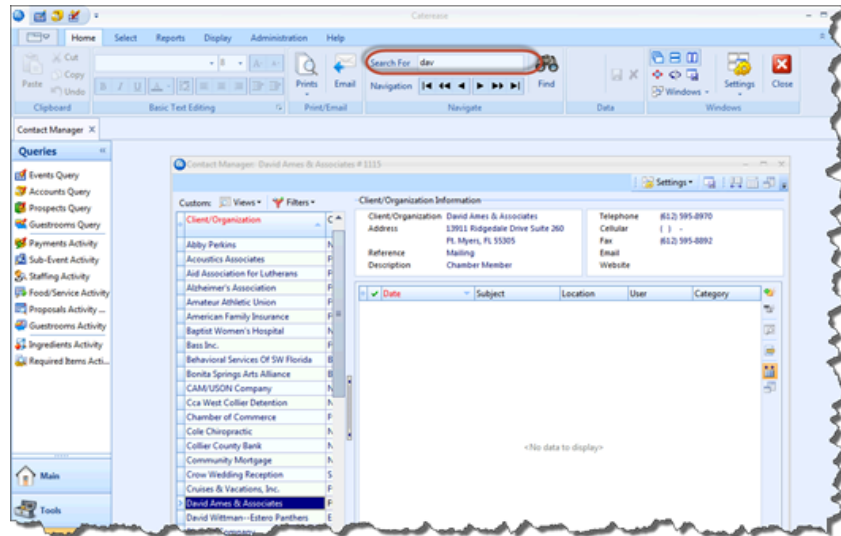 Caterease
Home Select Reports Display Administration Help
Cut
Copy
Undo
Paste
Clipboard
B I U A
8
Basic Text Editing
Prints Email
Print/Email
Search For dav
Navigation
Find
Navigate
Data
Windows
Settings
Close
Windows
Contact Manager X
Queries
Events Query
Accounts Query
Prospects Query
Guestrooms Query
Payments Activity
Sub-Event Activity
Staffing Activity
Food/Service Activity
Proposals Activity ...
Guestrooms Activity
Ingredients Activity
Required Items Acti...
Main
Tools
Contact Manager: David Ames & Associates # 1115
Settings
Custom: Views Filters
Client/Organization C
Abby Perkins N
Acoustics Associates P
Aid Association for Lutherans P
Alzheimer's Association P
Amateur Athletic Union F
American Family Insurance P
Baptist Women's Hospital N
Bass Inc. P
Behavioral Services Of SW Florida B
Bonita Springs Arts Alliance B
CAM/USON Company N
Cca West Collier Detention N
Chamber of Commerce P
Cole Chiropractic N
Collier County Bank N
Community Mortgage N
Crow Wedding Reception S
Cruises & Vacations, Inc. P
David Ames & Associates P
David Wittman--Estero Panthers E
Company
Client/Organization Information
Client/Organization David Ames & Associates
Address 13911 Ridgedale Drive Suite 260
Ft. Myers, FL 55305
Reference Mailing
Description Chamber Member
Telephone (612) 595-8970
Cellular ( ) -
Fax (612) 595-8892
Email
Website
Date Subject Location User Category
<No data to display>